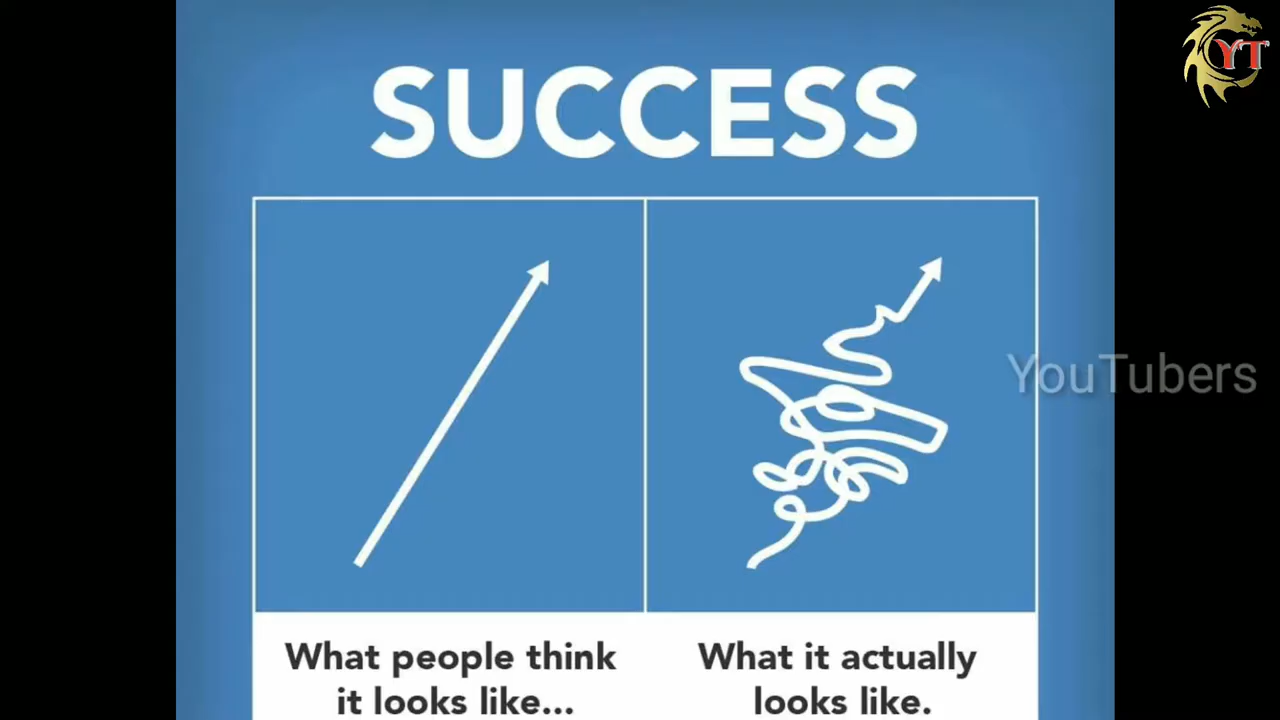 SUCCESS
YT
YouTubers
What people think
it looks like...
What it actually
looks like.